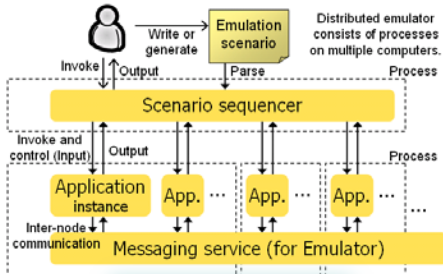 Write or
generate
Emulation
scenario
Distributed emulator
consists of processes
on multiple computers.
Invoke
Output
Parse
Process
Scenario sequencer
Invoke and
control (Input)
Output
Process
Application
instance
App. ...
App. ...
App. ...
...
Inter-node
communication
Messaging service (for Emulator)